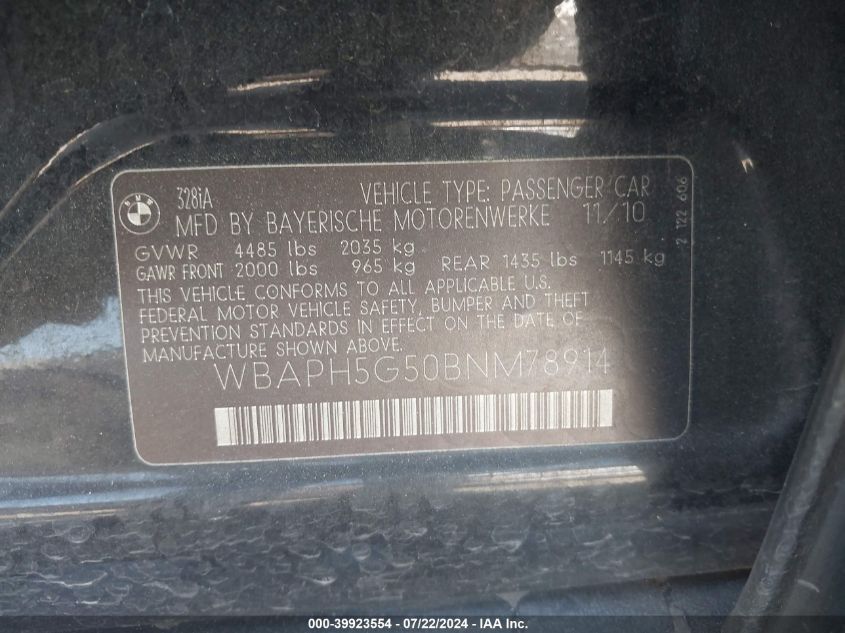 BMW
328iA VEHICLE TYPE: PASSENGER CAR
MFD BY BAYERISCHE MOTORENWERKE 11/10
GVWR 4485 lbs 2035 kg
GAWR FRONT 2000 lbs 965 kg REAR 1435 lbs 1145 kg
THIS VEHICLE CONFORMS TO ALL APPLICABLE U.S.
FEDERAL MOTOR VEHICLE SAFETY, BUMPER AND THEFT
PREVENTION STANDARDS IN EFFECT ON THE DATE OF
MANUFACTURE SHOWN ABOVE.
WBAPH5G50BNM78914
2 122 606
000-39923554 - 07/22/2024 - IAA Inc.